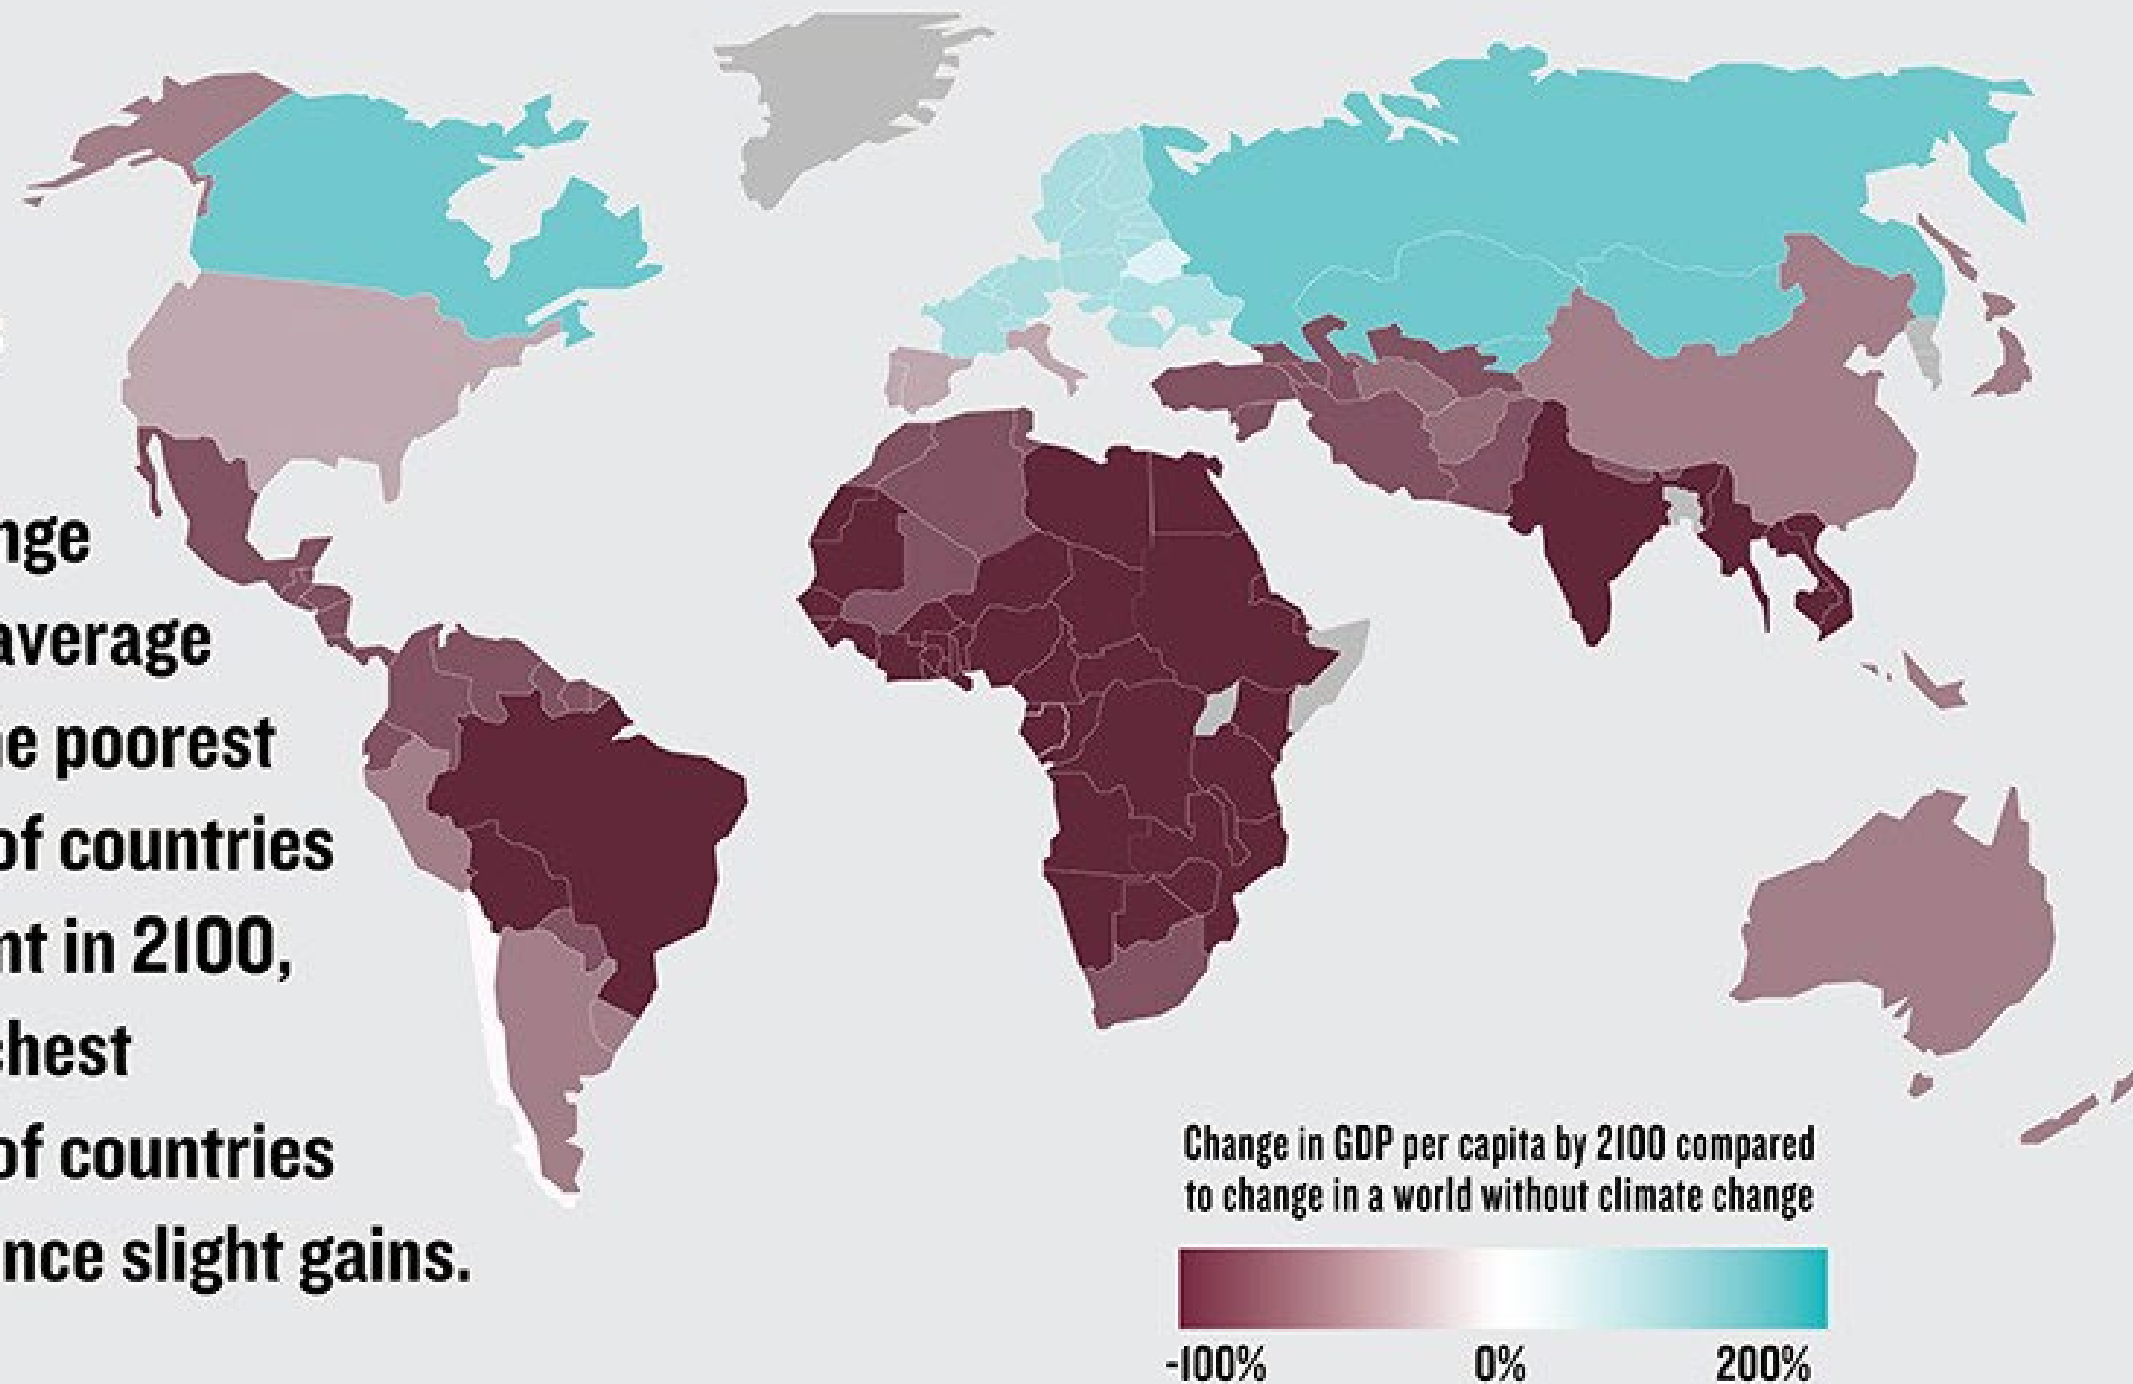 nge
average
ne poorest
of countries
nt in 2100,
chest
of countries
nce slight gains.
Change in GDP per capita by 2100 compared
to change in a world without climate change
-100% 0% 200%